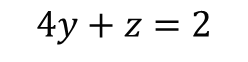 4y + z = 2